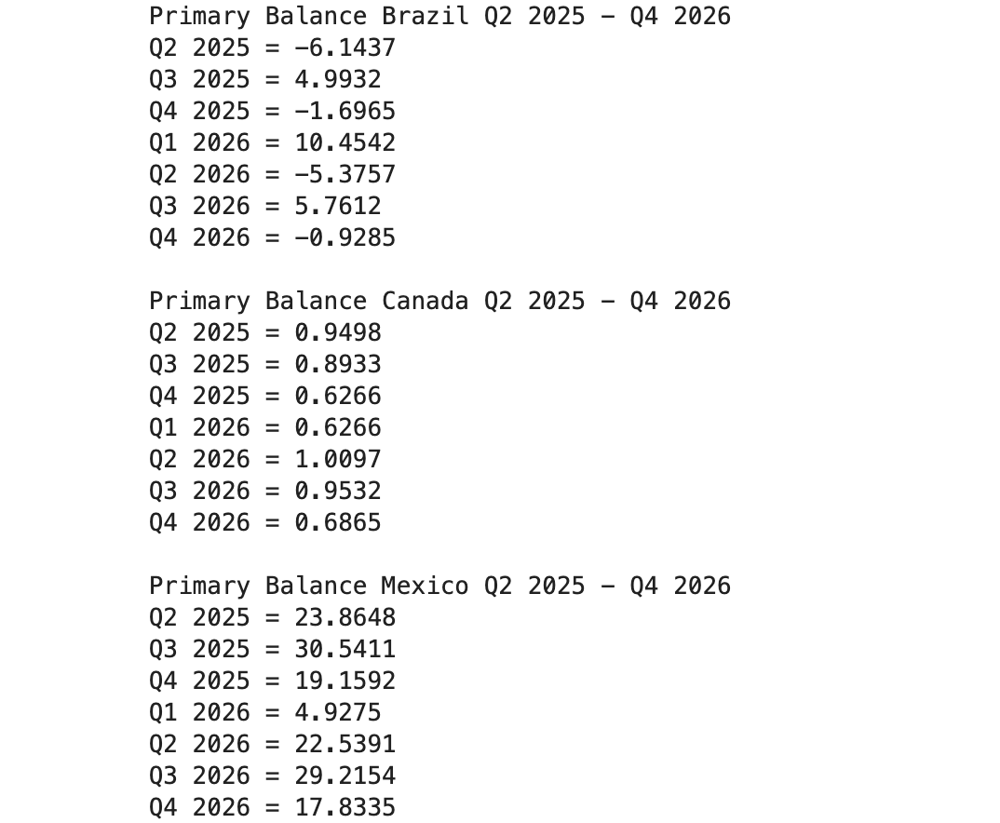 Primary Balance Brazil Q2 2025 – Q4 2026
Q2 2025 = –6.1437
Q3 2025 = 4.9932
Q4 2025 = –1.6965
Q1 2026 = 10.4542
Q2 2026 = –5.3757
Q3 2026 = 5.7612
Q4 2026 = –0.9285

Primary Balance Canada Q2 2025 – Q4 2026
Q2 2025 = 0.9498
Q3 2025 = 0.8933
Q4 2025 = 0.6266
Q1 2026 = 0.6266
Q2 2026 = 1.0097
Q3 2026 = 0.9532
Q4 2026 = 0.6865

Primary Balance Mexico Q2 2025 – Q4 2026
Q2 2025 = 23.8648
Q3 2025 = 30.5411
Q4 2025 = 19.1592
Q1 2026 = 4.9275
Q2 2026 = 22.5391
Q3 2026 = 29.2154
Q4 2026 = 17.8335